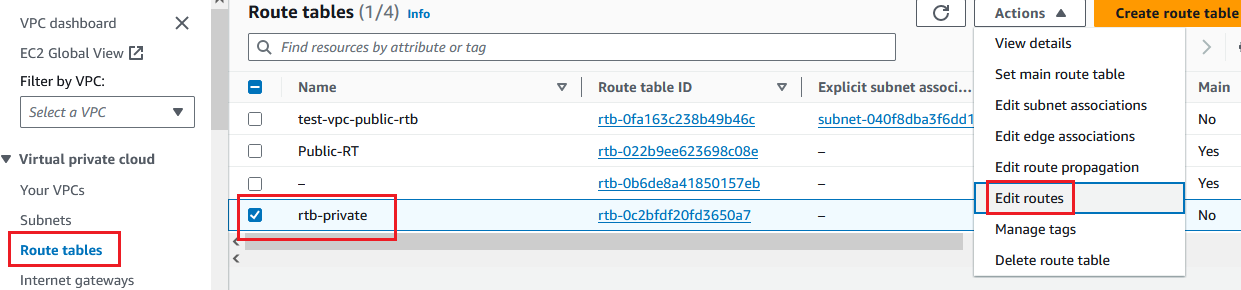 VPC dashboard
EC2 Global View
Filter by VPC:
Select a VPC
Virtual private cloud
Your VPCs
Subnets
Route tables
Internet gateways
Route tables (1/4) Info
Actions
Create route table
Find resources by attribute or tag
Name Route table ID Explicit subnet associ... Main
test-vpc-public-rtb rtb-0fa163c238b49b46c subnet-040f8dba3f6dd1 No
Public-RT rtb-022b9ee623698c08e – Yes
– rtb-0b6de8a41850157eb – Yes
rtb-private rtb-0c2bfdf20fd3650a7 – No
View details
Set main route table
Edit subnet associations
Edit edge associations
Edit route propagation
Edit routes
Manage tags
Delete route table